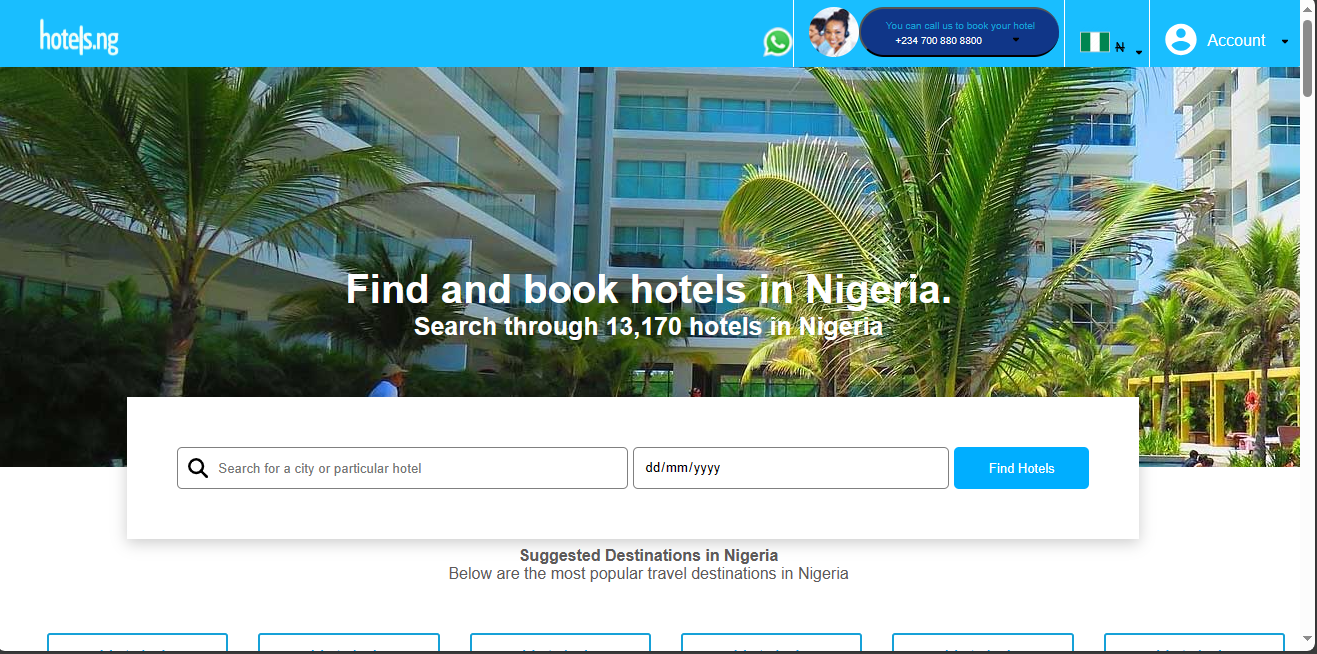 hotels.ng
You can call us to book your hotel
+234 700 880 8800
₦
Account
Find and book hotels in Nigeria.
Search through 13,170 hotels in Nigeria
Search for a city or particular hotel
dd/mm/yyyy
Find Hotels
Suggested Destinations in Nigeria
Below are the most popular travel destinations in Nigeria